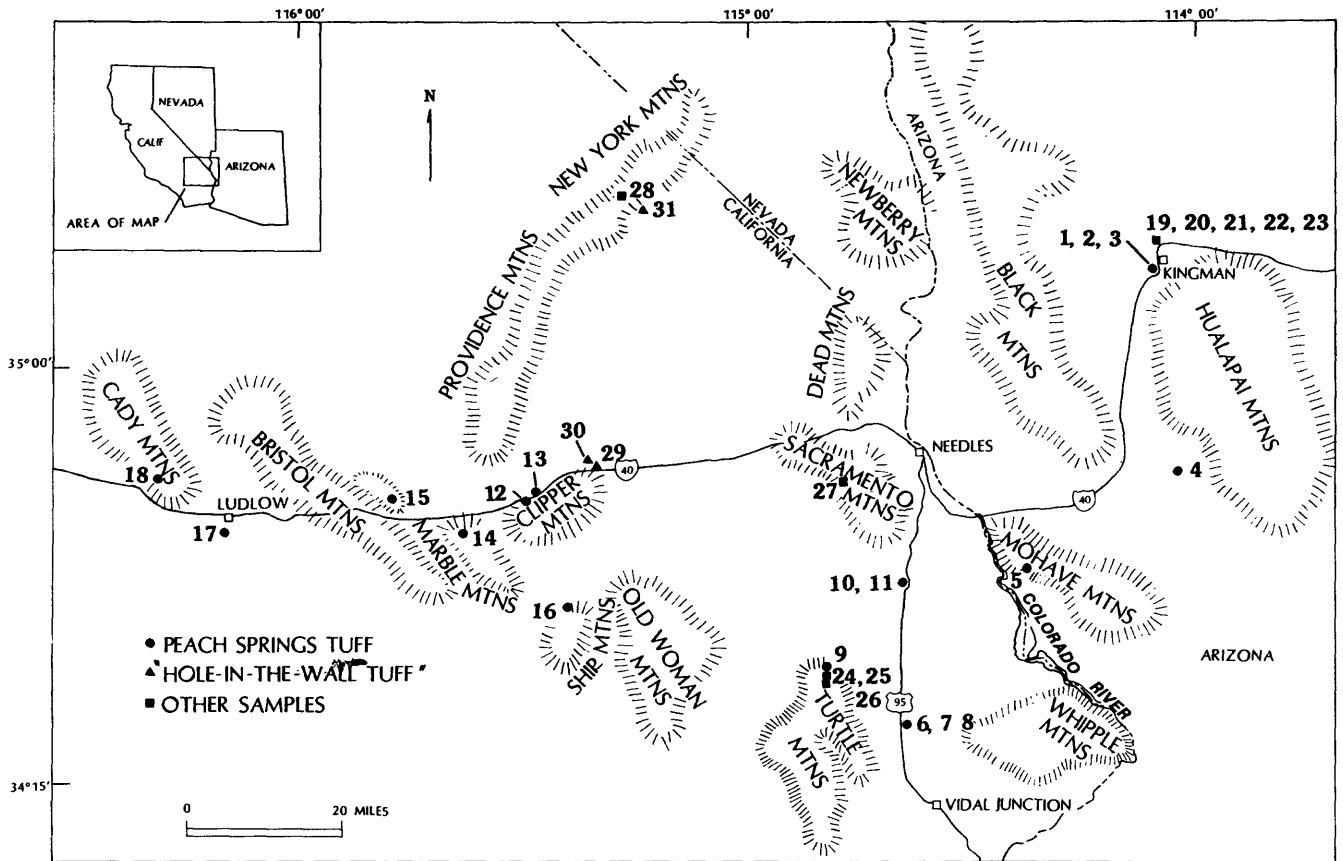 116° 00'
115° 00'
114° 00'
NEVADA
CALIF
ARIZONA
AREA OF MAP
N
NEW YORK MTNS
28
31
NEVADA
CALIFORNIA
ARIZONA
NEWBERRY
MTNS
BLACK
MTNS
19, 20, 21, 22, 23
1, 2, 3
KINGMAN
HUALAPAI MTNS
PROVIDENCE MTNS
DEAD MTNS
35° 00'
CADY MTNS
18
BRISTOL MTNS
LUDLOW
17
15
MARBLE MTNS
14
30
29
13
12
CLIPPER
MTNS
40
SACRAMENTO
MTNS
27
NEEDLES
4
40
MOHAVE MTNS
5
10, 11
COLORADO
RIVER
ARIZONA
16
SHIP MTNS
OLD WOMAN
MTNS
9
24, 25
26
95
6, 7 8
TURTLE
MTNS
WHIPPLE
MTNS
VIDAL JUNCTION
34° 15'
● PEACH SPRINGS TUFF
▲ "HOLE-IN-THE-WALL TUFF"
■ OTHER SAMPLES
0 20 MILES